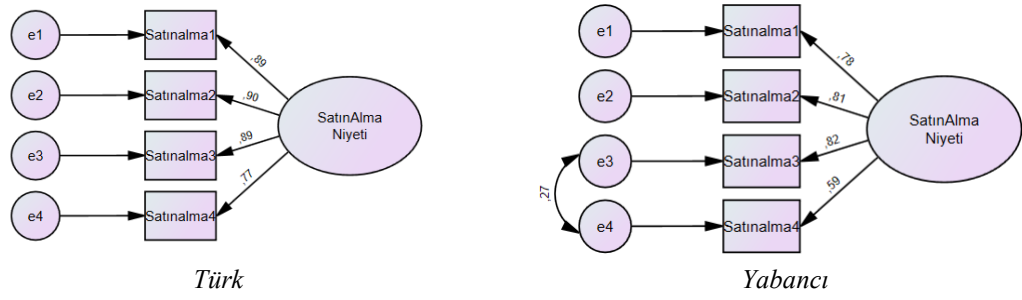 e1
Satınalma1
,89
e2
Satınalma2
,90
SatınAlma
Niyeti
e3
Satınalma3
,89
e4
Satınalma4
,77
Türk
e1
Satınalma1
,78
e2
Satınalma2
,81
SatınAlma
Niyeti
e3
Satınalma3
,82
,27
e4
Satınalma4
,59
Yabancı